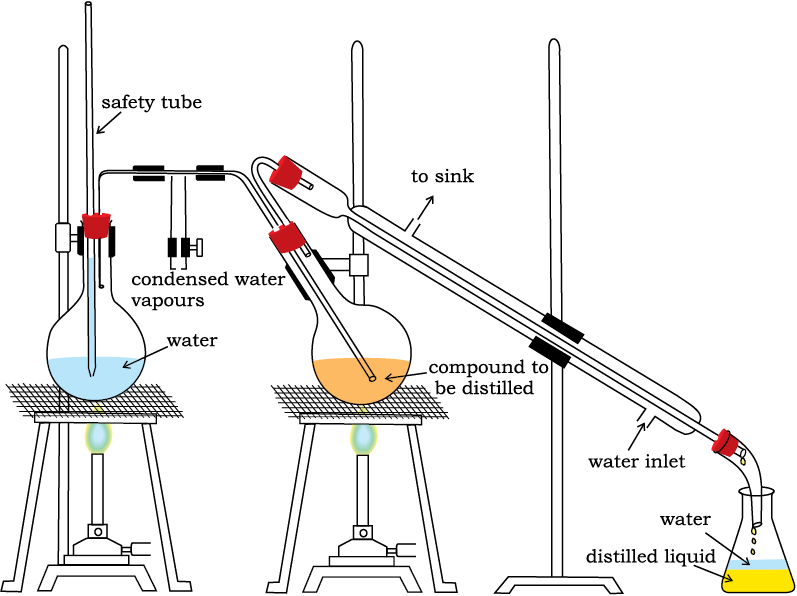 safety tube
to sink
condensed water
vapours
water
compound to
be distilled
water inlet
water
distilled liquid